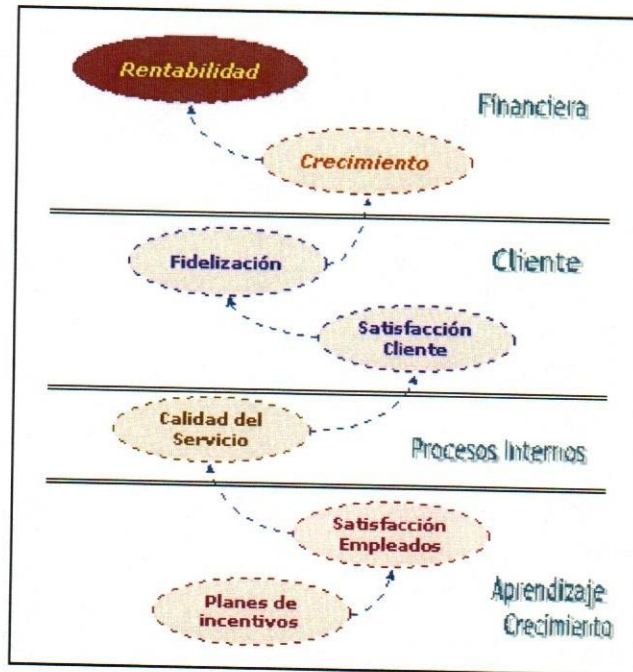 Rentabilidad
Financiera
Crecimiento
Fidelización
Cliente
Satisfacción
Cliente
Calidad del
Servicio
Procesos Internos
Satisfacción
Empleados
Planes de
incentivos
Aprendizaje
Crecimiento